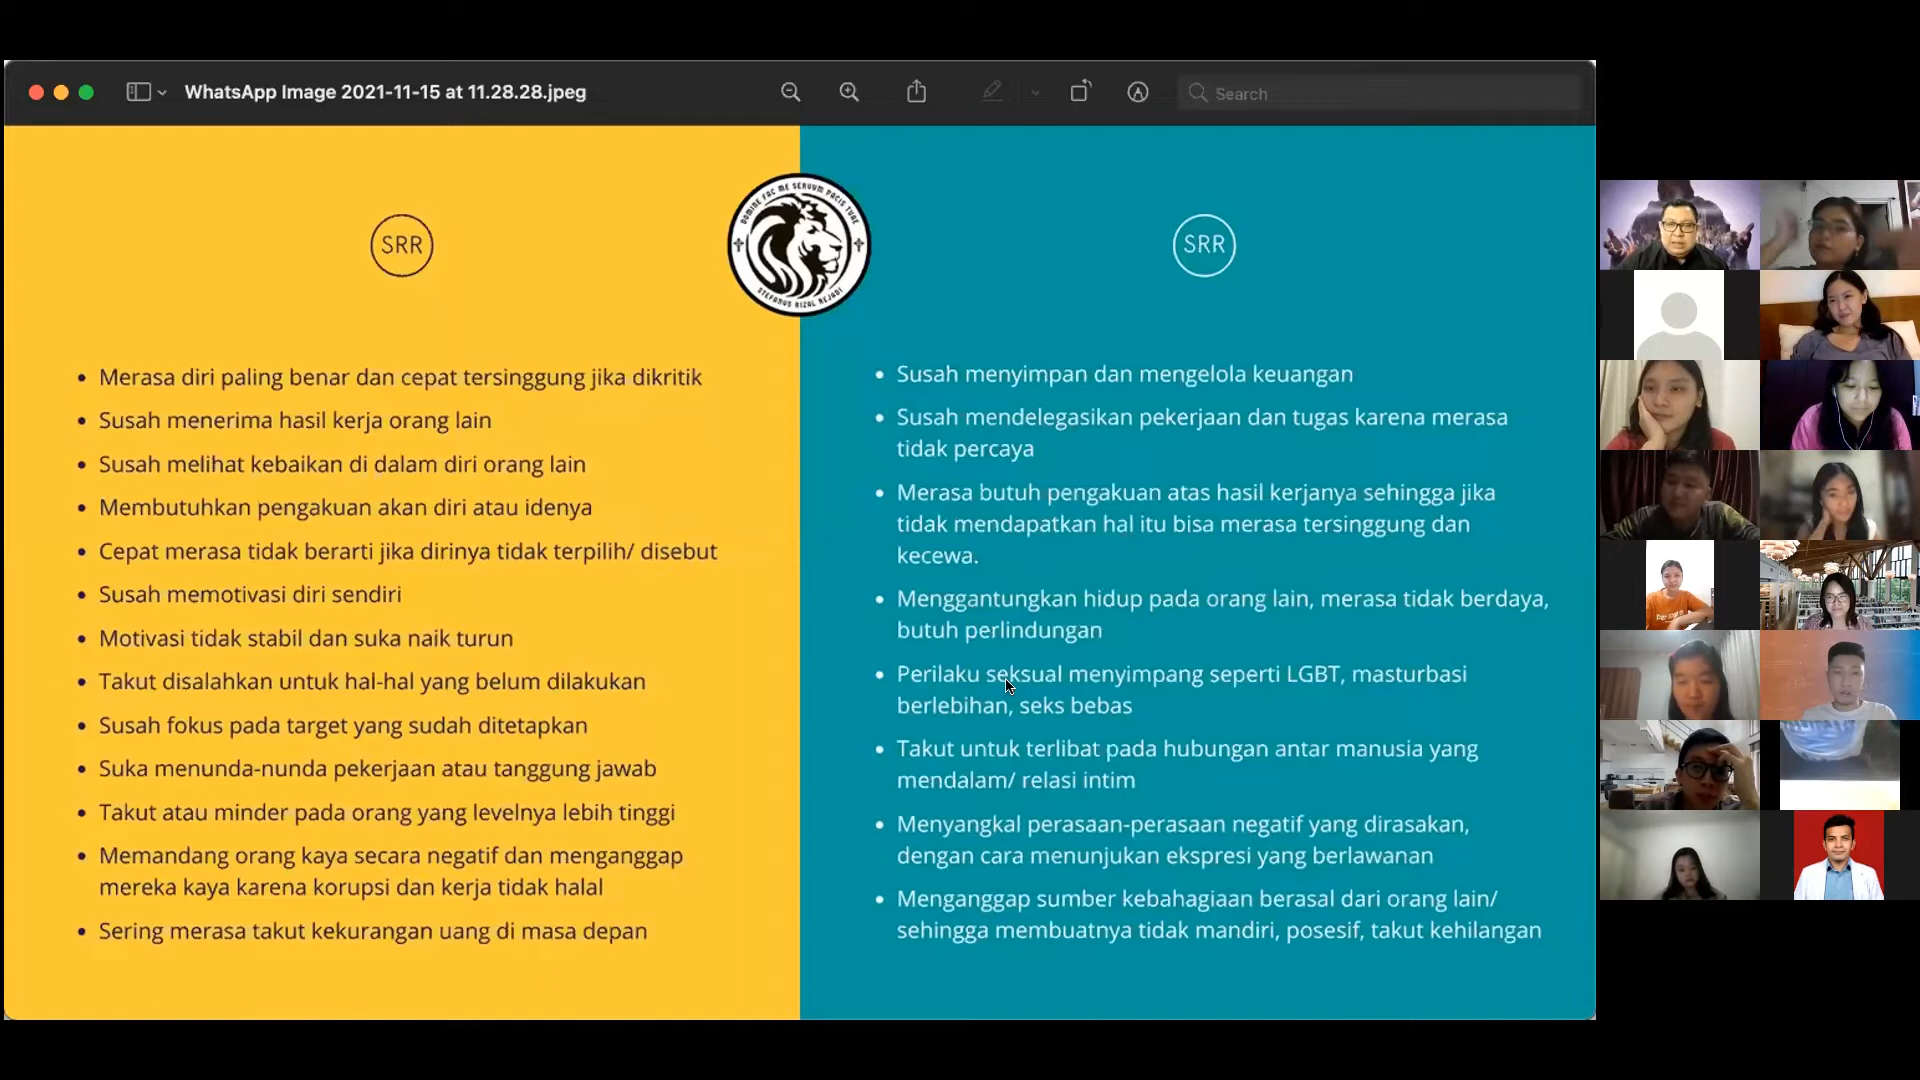 WhatsApp Image 2021-11-15 at 11.28.28.jpeg
Search
DOMINE FAC ME SERVUM PACIS TUAE
STEFANUS RIZAL REJADI
SRR
• Merasa diri paling benar dan cepat tersinggung jika dikritik
• Susah menerima hasil kerja orang lain
• Susah melihat kebaikan di dalam diri orang lain
• Membutuhkan pengakuan akan diri atau idenya
• Cepat merasa tidak berarti jika dirinya tidak terpilih/ disebut
• Susah memotivasi diri sendiri
• Motivasi tidak stabil dan suka naik turun
• Takut disalahkan untuk hal-hal yang belum dilakukan
• Susah fokus pada target yang sudah ditetapkan
• Suka menunda-nunda pekerjaan atau tanggung jawab
• Takut atau minder pada orang yang levelnya lebih tinggi
• Memandang orang kaya secara negatif dan menganggap
mereka kaya karena korupsi dan kerja tidak halal
• Sering merasa takut kekurangan uang di masa depan
SRR
• Susah menyimpan dan mengelola keuangan
• Susah mendelegasikan pekerjaan dan tugas karena merasa
tidak percaya
• Merasa butuh pengakuan atas hasil kerjanya sehingga jika
tidak mendapatkan hal itu bisa merasa tersinggung dan
kecewa.
• Menggantungkan hidup pada orang lain, merasa tidak berdaya,
butuh perlindungan
• Perilaku seksual menyimpang seperti LGBT, masturbasi
berlebihan, seks bebas
• Takut untuk terlibat pada hubungan antar manusia yang
mendalam/ relasi intim
• Menyangkal perasaan-perasaan negatif yang dirasakan,
dengan cara menunjukan ekspresi yang berlawanan
• Menganggap sumber kebahagiaan berasal dari orang lain/
sehingga membuatnya tidak mandiri, posesif, takut kehilangan